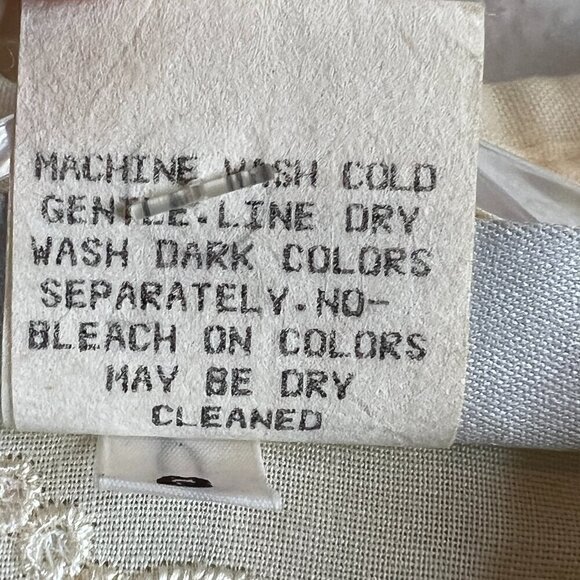 MACHINE WASH COLD
GENTLE.LINE DRY
WASH DARK COLORS
SEPARATELY.NO-
BLEACH ON COLORS
MAY BE DRY
CLEANED